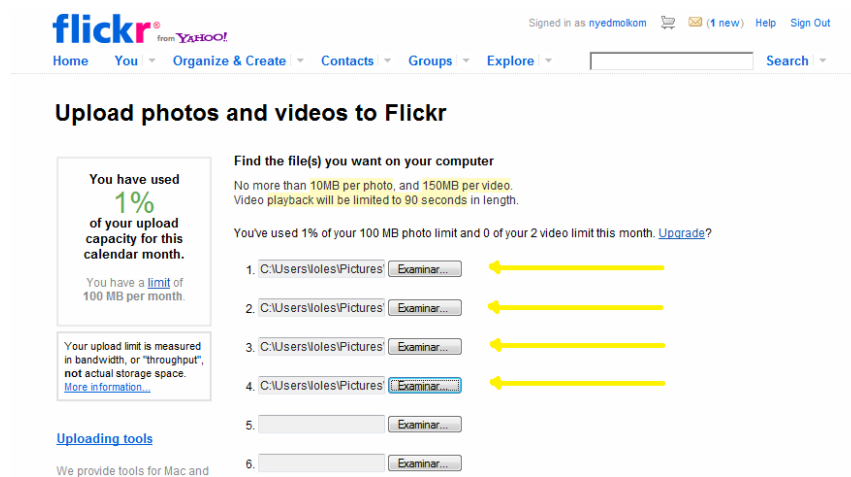 flickr® from YAHOO!
Signed in as nyedmolkom (1 new) Help Sign Out
Home You Organize & Create Contacts Groups Explore Search
Upload photos and videos to Flickr
You have used
1%
of your upload
capacity for this
calendar month.
You have a limit of
100 MB per month.
Your upload limit is measured
in bandwidth, or "throughput",
not actual storage space.
More information...
Uploading tools
We provide tools for Mac and
Find the file(s) you want on your computer
No more than 10MB per photo, and 150MB per video.
Video playback will be limited to 90 seconds in length.
You've used 1% of your 100 MB photo limit and 0 of your 2 video limit this month. Upgrade?
1. C:\Users\loles\Pictures\ Examinar...
2. C:\Users\loles\Pictures\ Examinar...
3. C:\Users\loles\Pictures\ Examinar...
4. C:\Users\loles\Pictures\ Examinar...
5. Examinar...
6. Examinar...